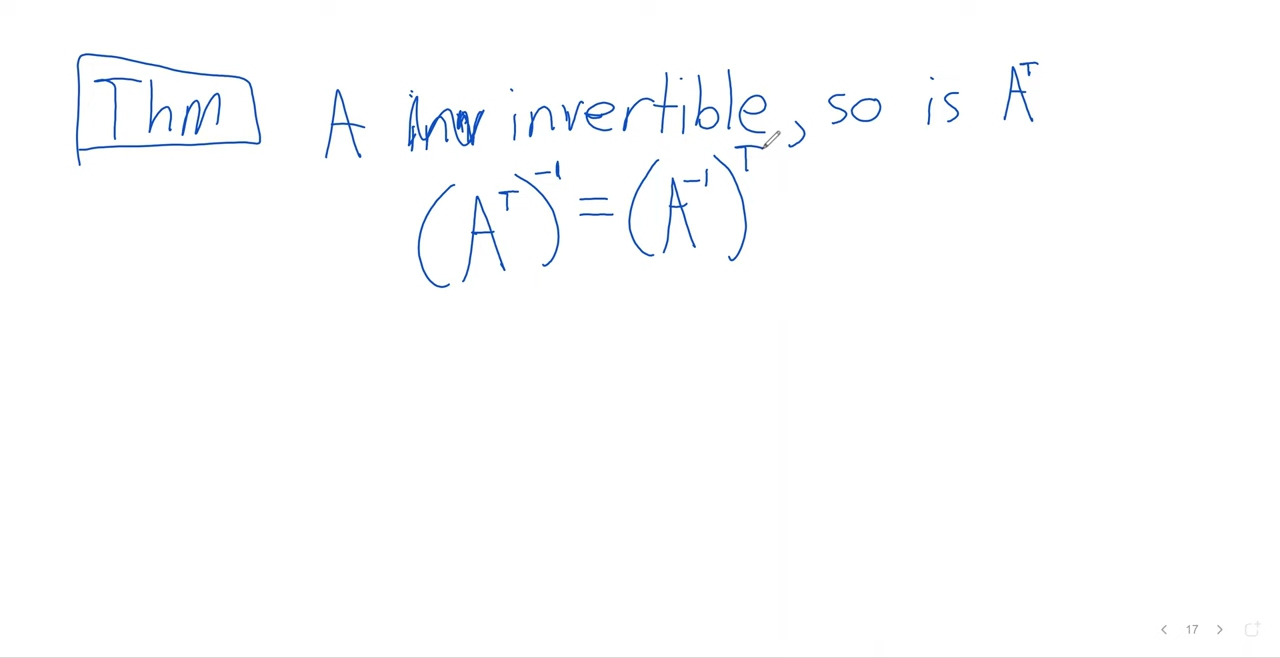 Thm A invertible, so is Aᵀ
(Aᵀ)⁻¹ = (A⁻¹)ᵀ
17